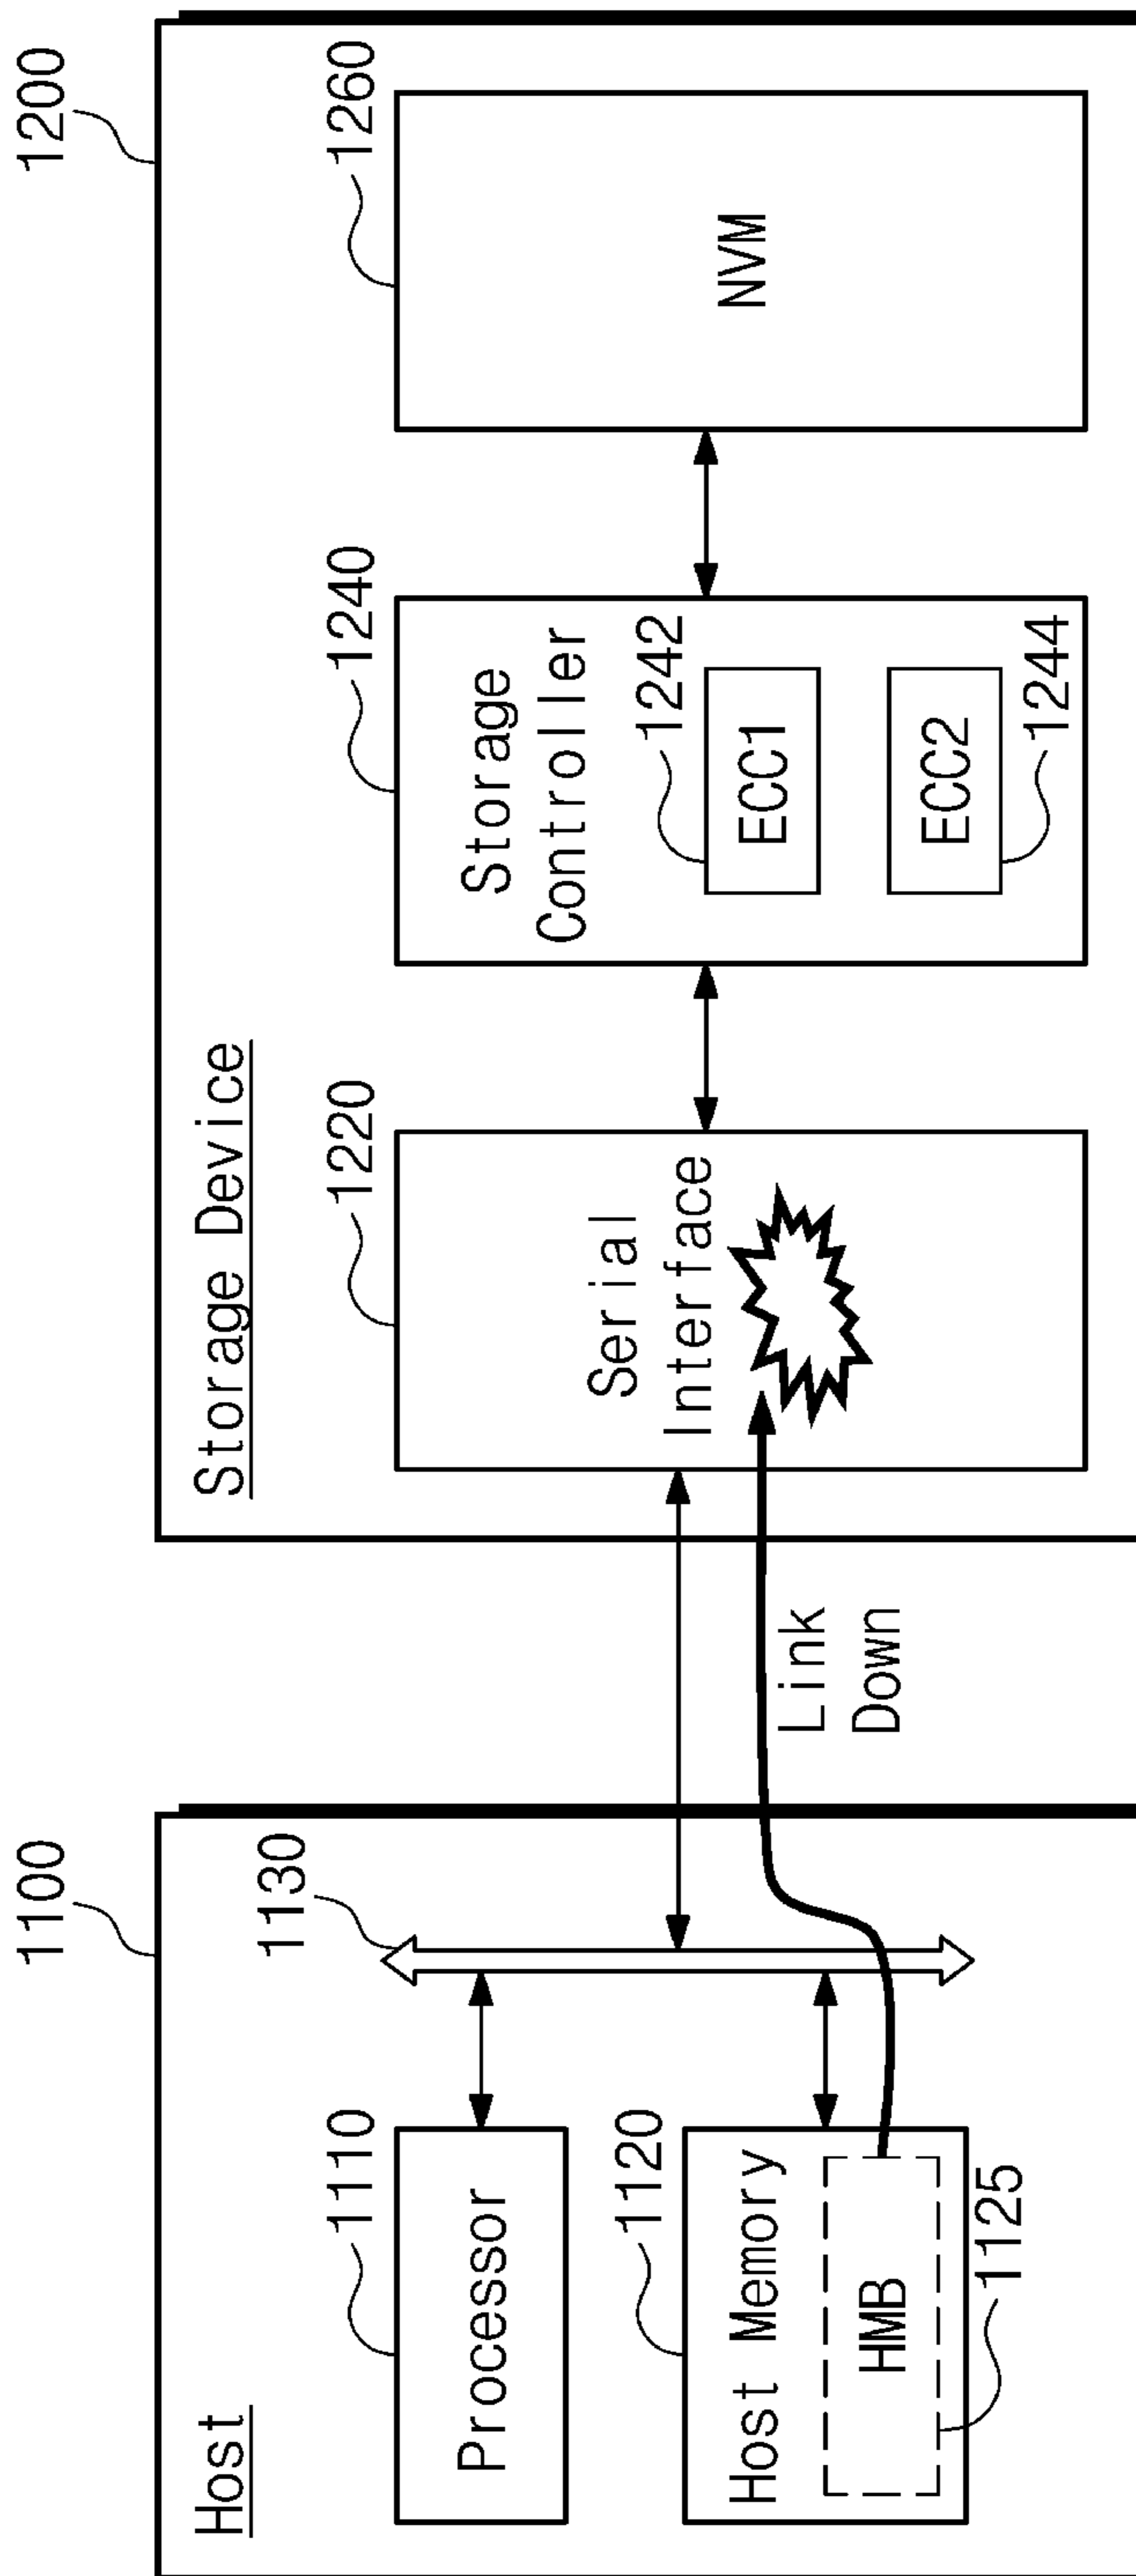 1100
Host
1110
Processor
1120
Host Memory
HMB
1125
1130
Link
Down
1200
Storage Device
1220
Serial
Interface
1240
Storage
Controller
1242
ECC1
ECC2
1244
1260
NVM